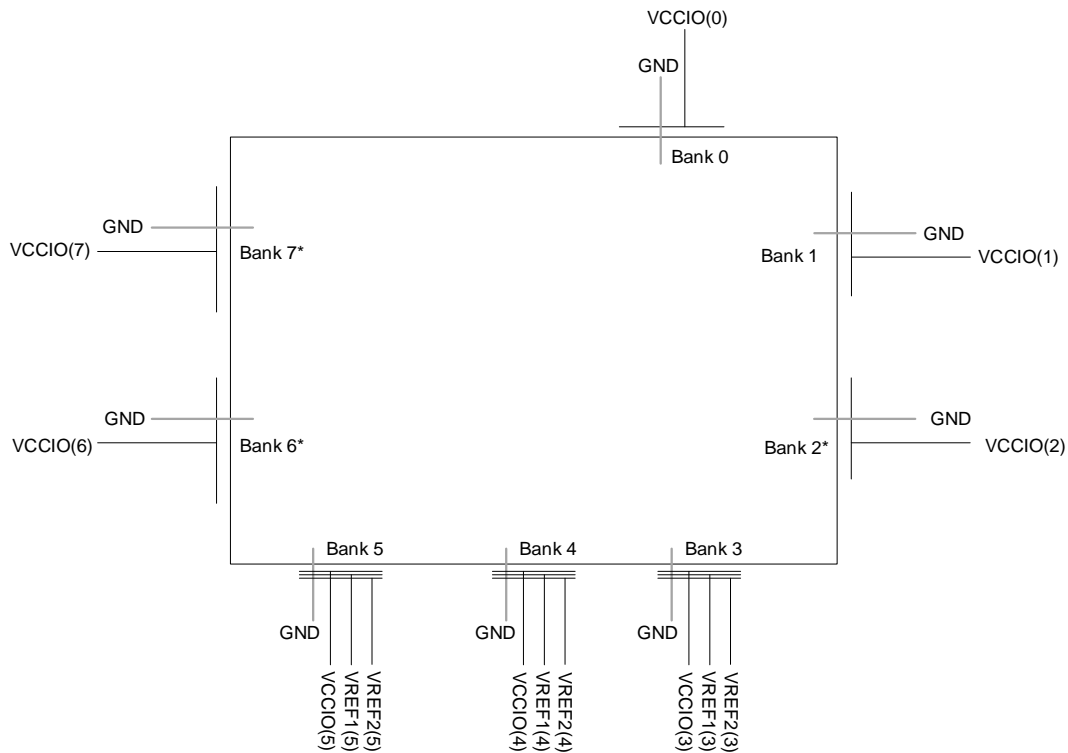 VCCIO(0)
GND
Bank 0
GND
VCCIO(7)
Bank 7*
GND
Bank 1
VCCIO(1)
GND
VCCIO(6)
Bank 6*
GND
Bank 2*
VCCIO(2)
Bank 5
Bank 4
Bank 3
GND
GND
GND
VCCIO(5)
VREF1(5)
VREF2(5)
VCCIO(4)
VREF1(4)
VREF2(4)
VCCIO(3)
VREF1(3)
VREF2(3)